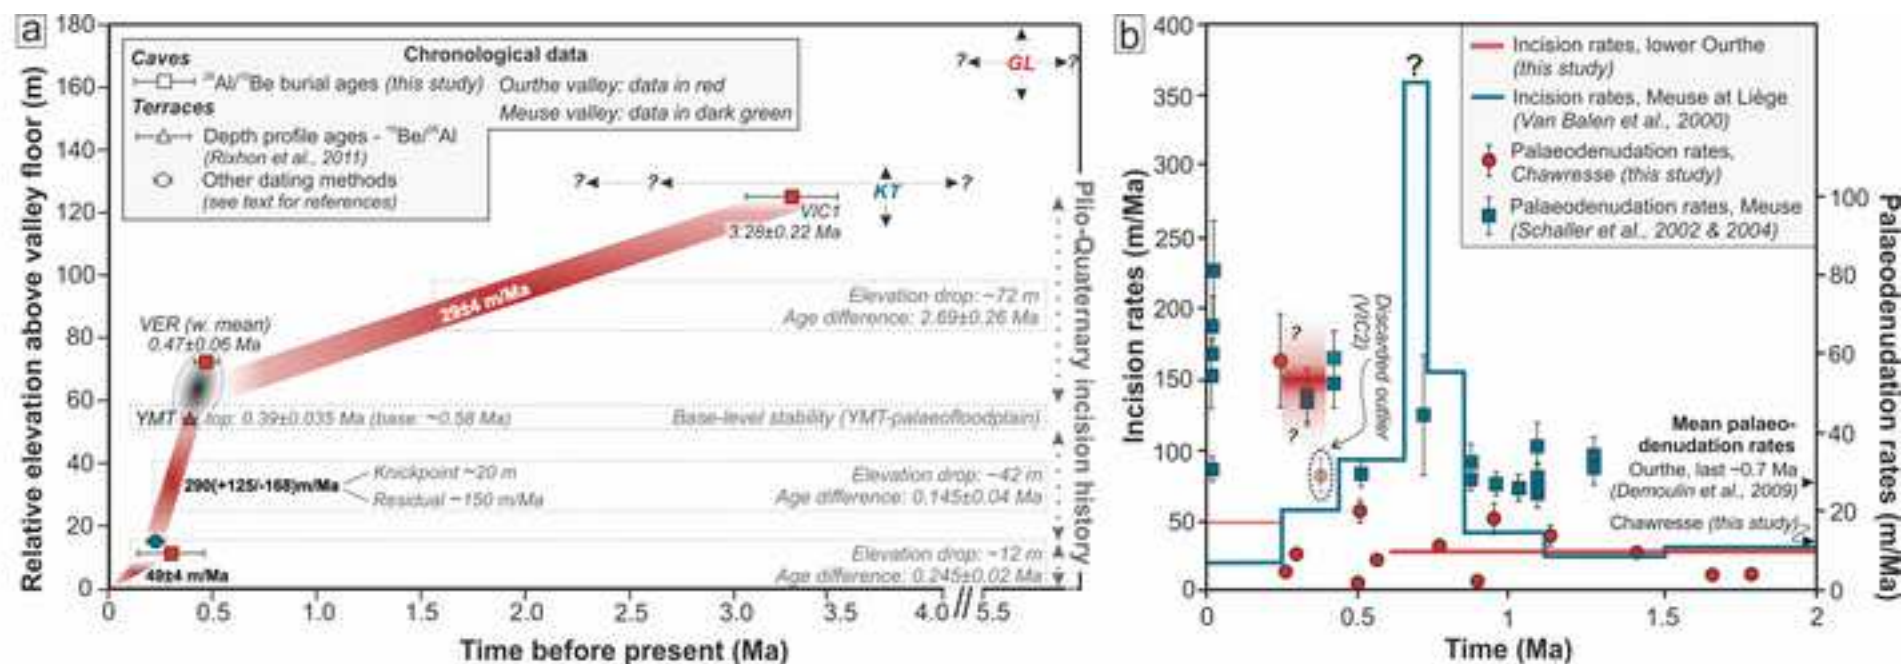 a
Relative elevation above valley floor (m)
180
160
140
120
100
80
60
40
20
0
Chronological data
Caves
²⁶Al/¹⁰Be burial ages (this study)
Ourthe valley: data in red
Meuse valley: data in dark green
Terraces
Depth profile ages - ¹⁰Be/²⁶Al
(Rixhon et al., 2011)
Other dating methods
(see text for references)
? GL ?
? ? KT ?
VIC1
3.28±0.22 Ma
29±4 m/Ma
Elevation drop: ~72 m
Age difference: 2.69±0.26 Ma
VER (w. mean)
0.47±0.06 Ma
YMT top: 0.39±0.035 Ma (base: ~0.58 Ma)
Base-level stability (YMT-palaeofloodplain)
290(+125/-168)m/Ma
Knickpoint ~20 m
Residual ~150 m/Ma
Elevation drop: ~42 m
Age difference: 0.145±0.04 Ma
49±4 m/Ma
Elevation drop: ~12 m
Age difference: 0.245±0.02 Ma
Plio-Quaternary incision history
0 0.5 1.0 1.5 2.0 2.5 3.0 3.5 4.0 // 5.5
Time before present (Ma)
b
Incision rates (m/Ma)
400
350
300
250
200
150
100
50
0
?
Incision rates, lower Ourthe
(this study)
Incision rates, Meuse at Liège
(Van Balen et al., 2000)
Palaeodenudation rates,
Chawresse (this study)
Palaeodenudation rates, Meuse
(Schaller et al., 2002 & 2004)
?
?
Discarded outlier
(VIC2)
Mean palaeo-
denudation rates
Ourthe, last ~0.7 Ma
(Demoulin et al., 2009)
Chawresse (this study)
100
80
60
40
20
0
Palaeodenudation rates (m/Ma)
0 0.5 1 1.5 2
Time (Ma)